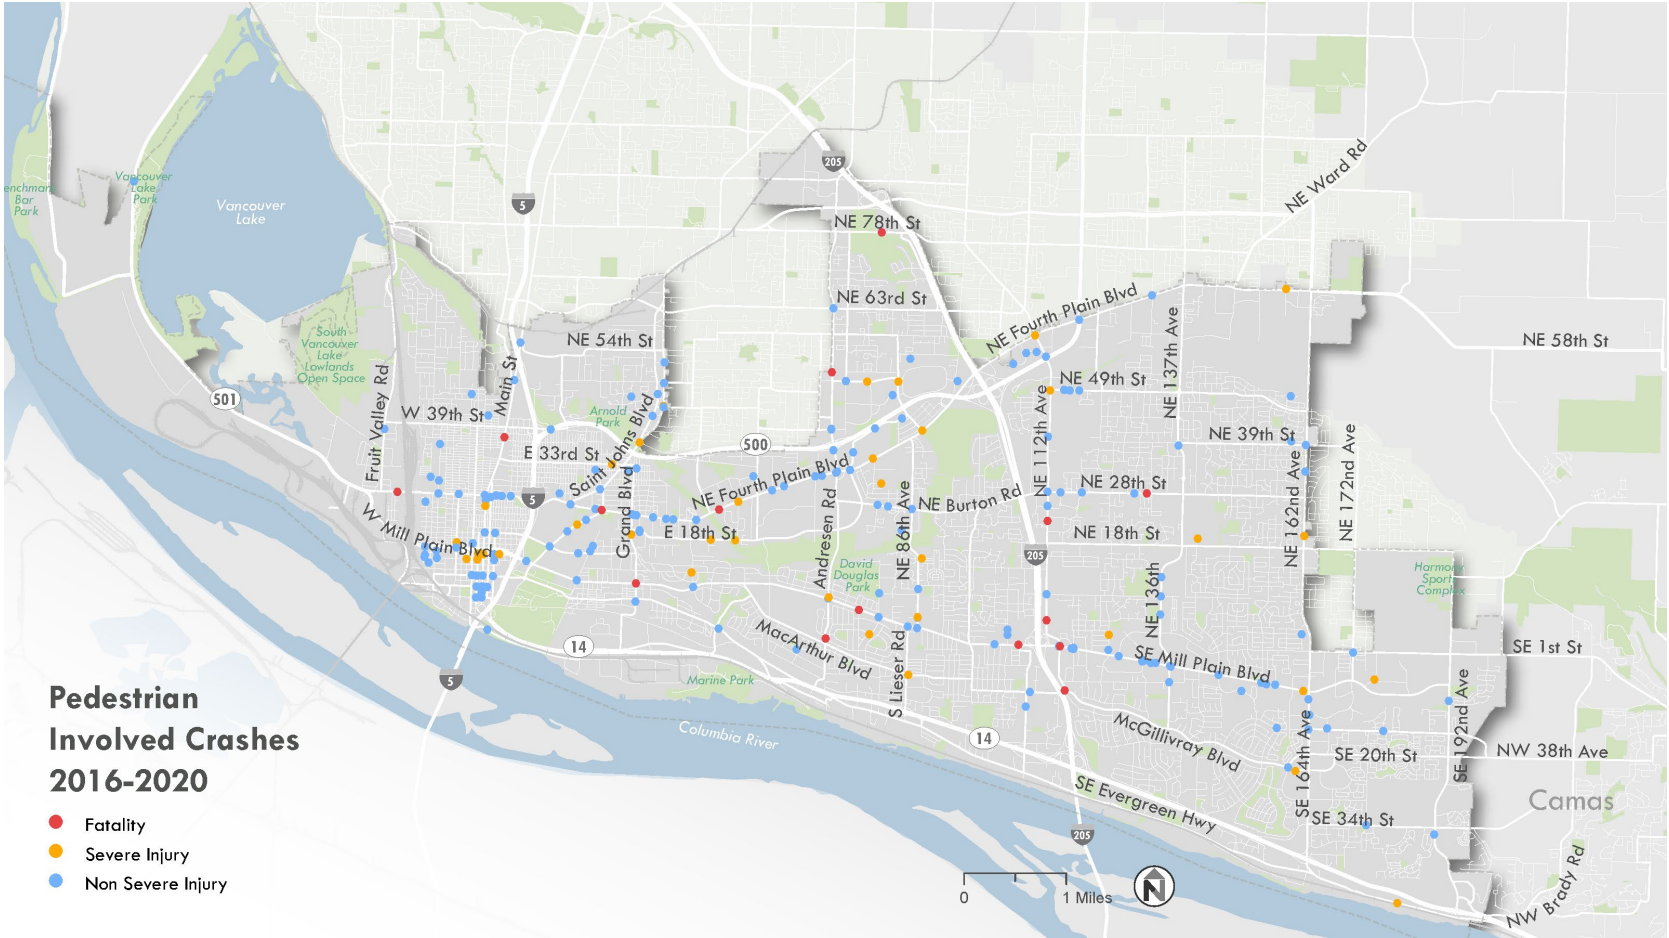 205
NE Ward Rd
enchman
Bar
Park
Vancouver
Lake
Park
Vancouver
Lake
5
NE 78th St
NE 63rd St
NE Fourth Plain Blvd
South
Vancouver
Lake
Lowlands
Open Space
NE 54th St
NE 58th St
NE 137th Ave
Main St
Fruit Valley Rd
501
W 39th St
Arnold
Park
NE 49th St
NE 112th Ave
E 33rd St
Saint Johns Blvd
500
NE 39th St
NE 172nd Ave
NE 162nd Ave
NE Fourth Plain Blvd
Grand Blvd
5
Andresen Rd
NE 86th Ave
NE Burton Rd
NE 28th St
W Mill Plain Blvd
E 18th St
NE 18th St
205
David
Douglas
Park
NE 136th
Harmony
Sports
Complex
14
MacArthur Blvd
S Lieser Rd
SE Mill Plain Blvd
SE 1st St
5
Marine Park
Columbia River
14
McGillivray Blvd
SE 164th Ave
SE 20th St
SE 192nd Ave
NW 38th Ave
SE Evergreen Hwy
SE 34th St
Camas
205
NW Brady Rd
Pedestrian
Involved Crashes
2016-2020
Fatality
Severe Injury
Non Severe Injury
0 1 Miles
N